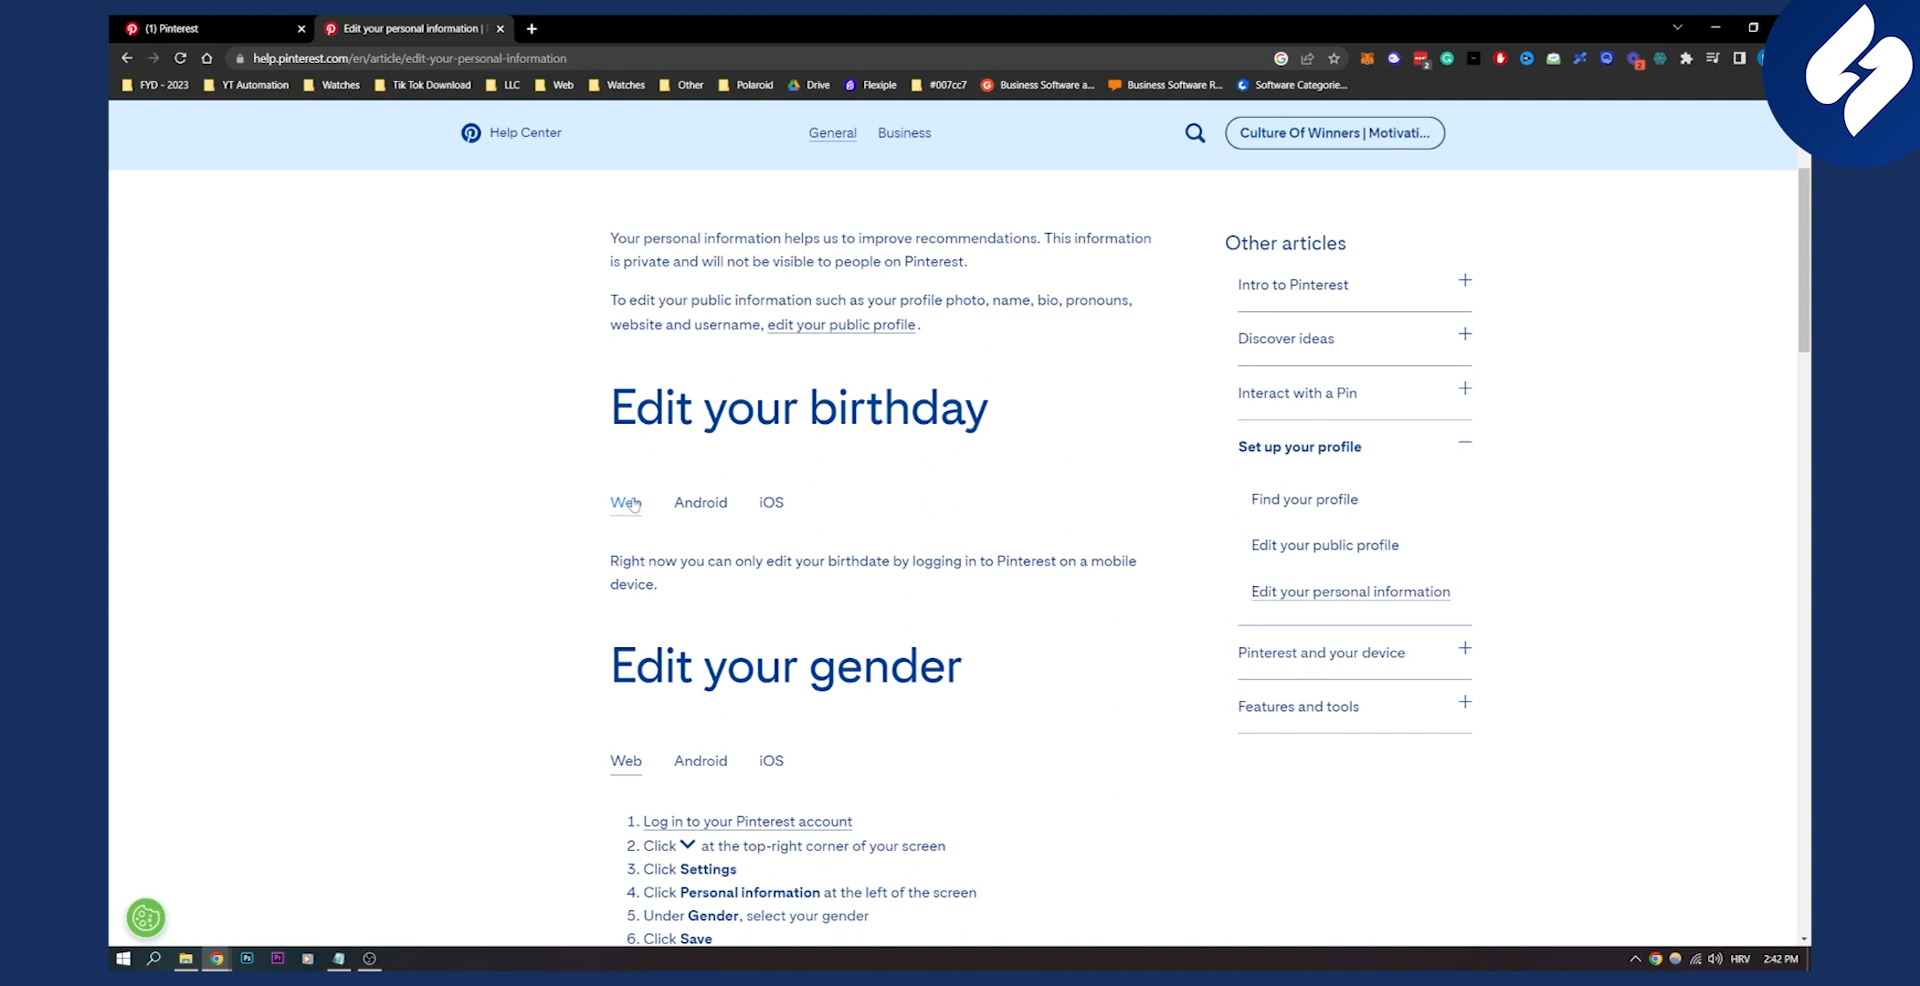 (1) Pinterest
Edit your personal information |
help.pinterest.com/en/article/edit-your-personal-information
FYD - 2023
YT Automation
Watches
Tik Tok Download
LLC
Web
Watches
Other
Polaroid
Drive
Flexiple
#007cc7
Business Software a...
Business Software R...
Software Categorie...
Help Center
General
Business
Culture Of Winners | Motivati...
Your personal information helps us to improve recommendations. This information
is private and will not be visible to people on Pinterest.
To edit your public information such as your profile photo, name, bio, pronouns,
website and username, edit your public profile.
Edit your birthday
Web
Android
iOS
Right now you can only edit your birthdate by logging in to Pinterest on a mobile
device.
Edit your gender
Web
Android
iOS
1. Log in to your Pinterest account
2. Click at the top-right corner of your screen
3. Click Settings
4. Click Personal information at the left of the screen
5. Under Gender, select your gender
6. Click Save
Other articles
Intro to Pinterest
Discover ideas
Interact with a Pin
Set up your profile
Find your profile
Edit your public profile
Edit your personal information
Pinterest and your device
Features and tools
HRV
2:42 PM